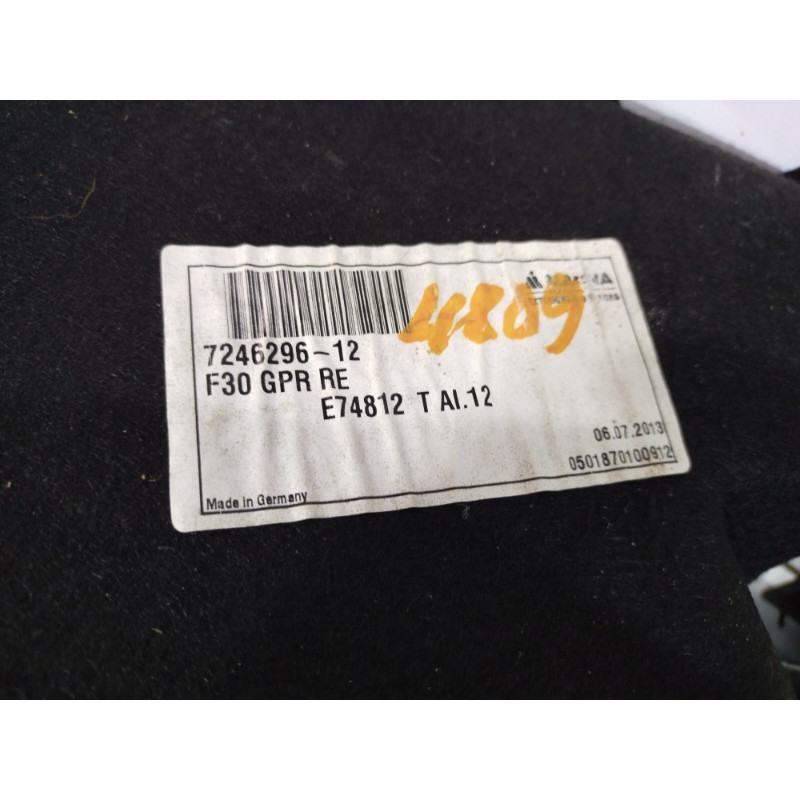 4809
7246296-12
F30 GPR RE
E74812 T AI.12
06.07.2013
0501870100912
Made in Germany